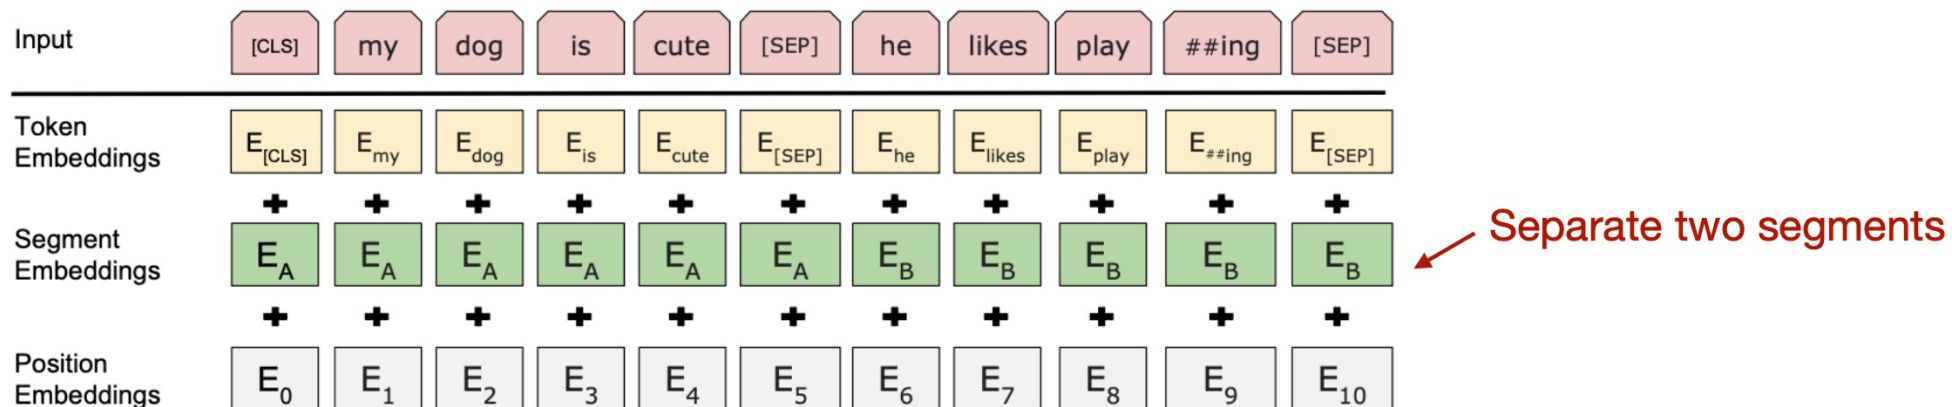 Input [CLS] my dog is cute [SEP] he likes play ##ing [SEP]
Token
Embeddings
E[CLS] Emy Edog Eis Ecute E[SEP] Ehe Elikes Eplay E##ing E[SEP]
+ + + + + + + + + + +
Segment
Embeddings
EA EA EA EA EA EA EB EB EB EB EB
Separate two segments
+ + + + + + + + + + +
Position
Embeddings
E0 E1 E2 E3 E4 E5 E6 E7 E8 E9 E10